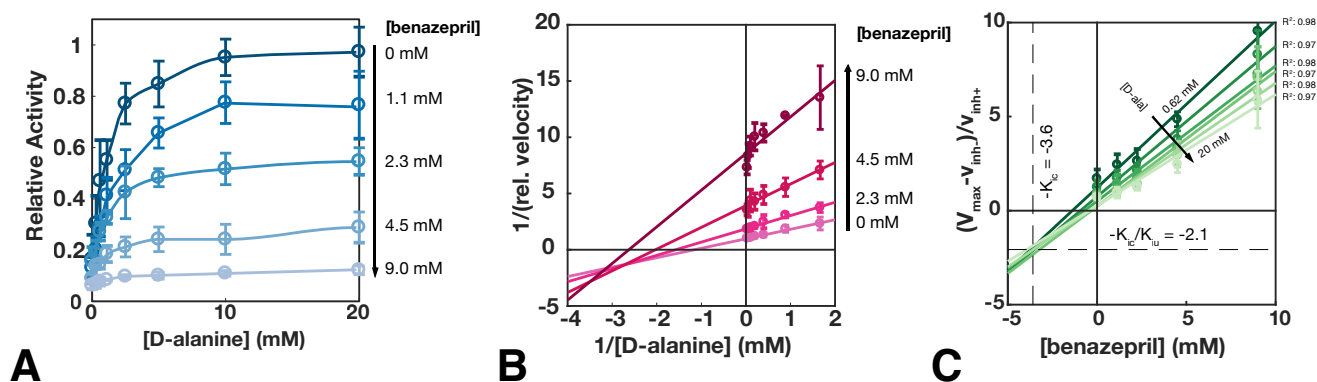 [benazepril]
0 mM
1.1 mM
2.3 mM
4.5 mM
9.0 mM
Relative Activity
1
0.8
0.6
0.4
0.2
0
0
10
20
[D-alanine] (mM)
A
[benazepril]
9.0 mM
4.5 mM
2.3 mM
0 mM
1/(rel. velocity)
20
15
10
5
0
-5
-4
-3
-2
-1
0
1
2
1/[D-alanine] (mM)
B
(Vmax-vinh-)/vinh+
10
5
0
-5
-5
0
5
10
[benazepril] (mM)
-Kic = -3.6
-Kic/Kiu = -2.1
[D-ala]
0.62 mM
20 mM
R²: 0.98
R²: 0.97
R²: 0.98
R²: 0.97
R²: 0.98
R²: 0.97
C